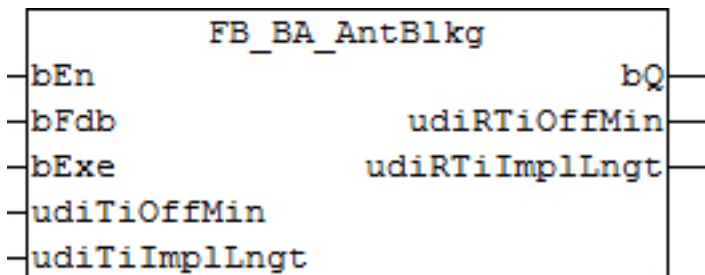 FB_BA_AntBlkg
bEn bQ
bFdb udiRTiOffMin
bExe udiRTiImplLngt
udiTiOffMin
udiTiImplLngt